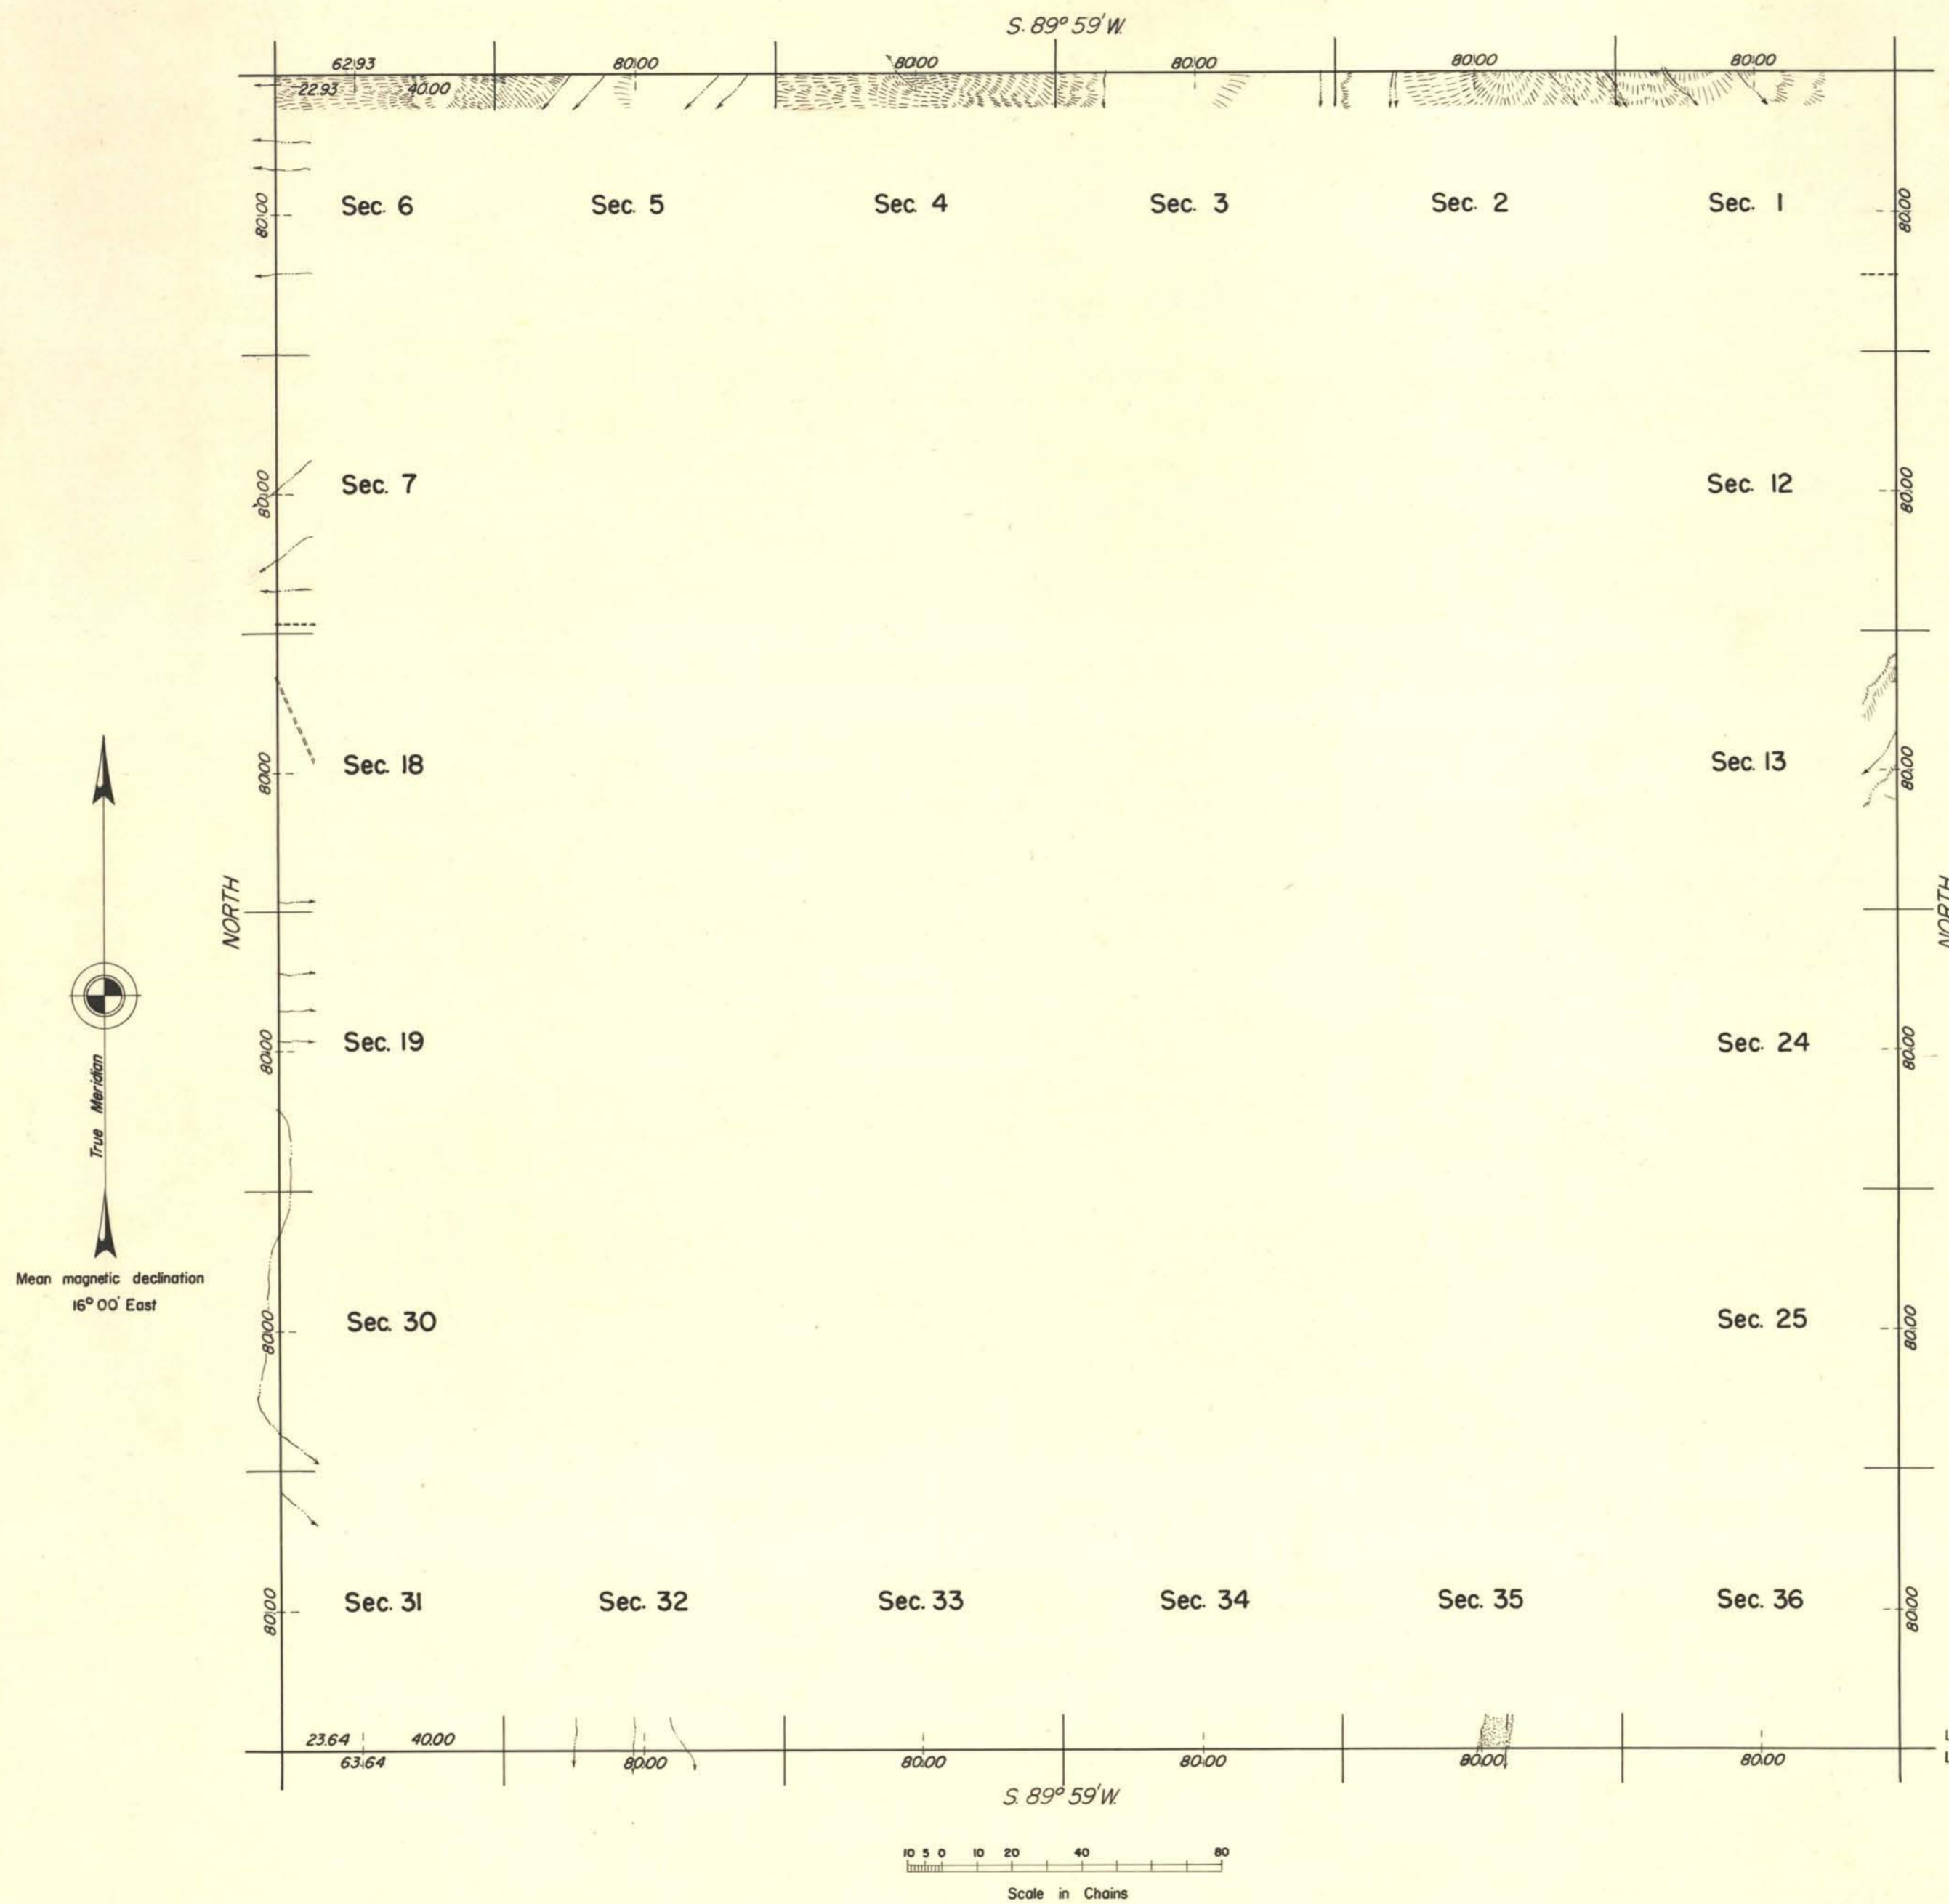 S. 89° 59' W.
62.93 80.00 80.00 80.00 80.00 80.00
22.93 40.00
80.00 Sec. 6 Sec. 5 Sec. 4 Sec. 3 Sec. 2 Sec. 1 80.00
80.00 Sec. 7 Sec. 12 80.00
80.00 Sec. 18 Sec. 13 80.00
NORTH NORTH
80.00 Sec. 19 Sec. 24 80.00
True Meridian
Mean magnetic declination
16° 00' East
80.00 Sec. 30 Sec. 25 80.00
80.00 Sec. 31 Sec. 32 Sec. 33 Sec. 34 Sec. 35 Sec. 36 80.00
23.64 40.00
63.64 80.00 80.00 80.00 80.00 80.00
S. 89° 59' W.
10 5 0 10 20 40 80
Scale in Chains